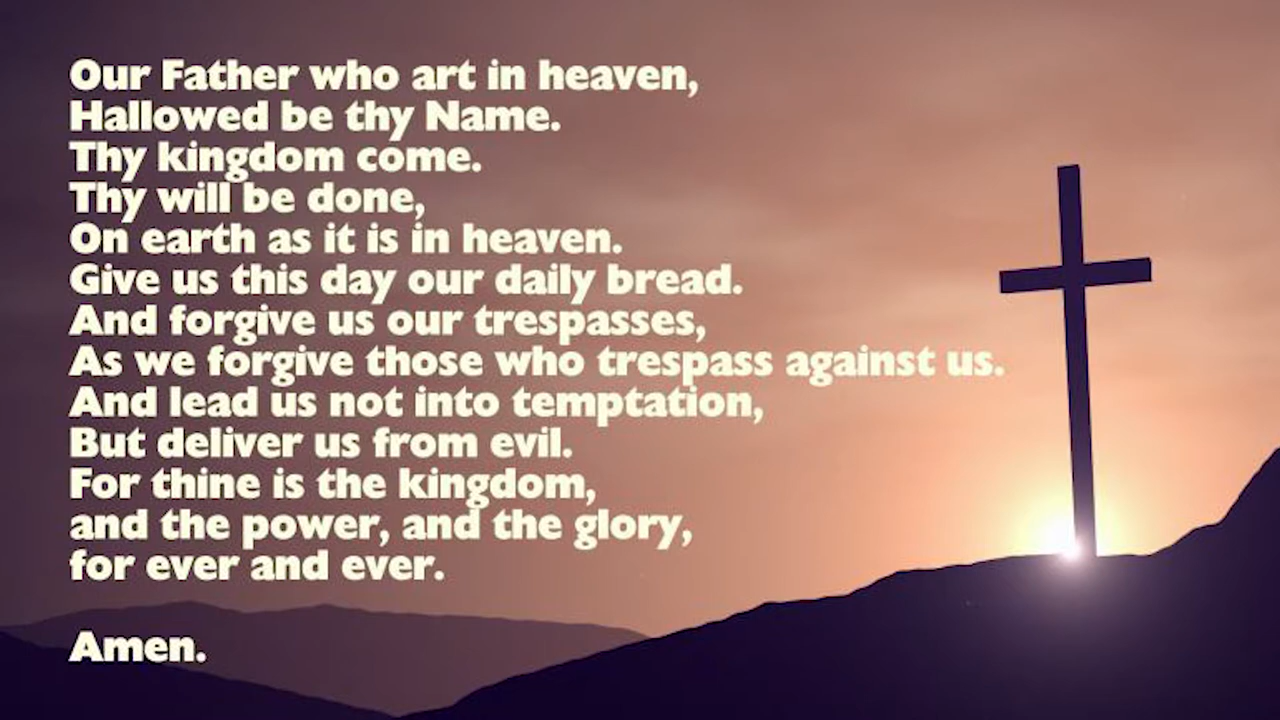 Our Father who art in heaven,
Hallowed be thy Name.
Thy kingdom come.
Thy will be done,
On earth as it is in heaven.
Give us this day our daily bread.
And forgive us our trespasses,
As we forgive those who trespass against us.
And lead us not into temptation,
But deliver us from evil.
For thine is the kingdom,
and the power, and the glory,
for ever and ever.
Amen.